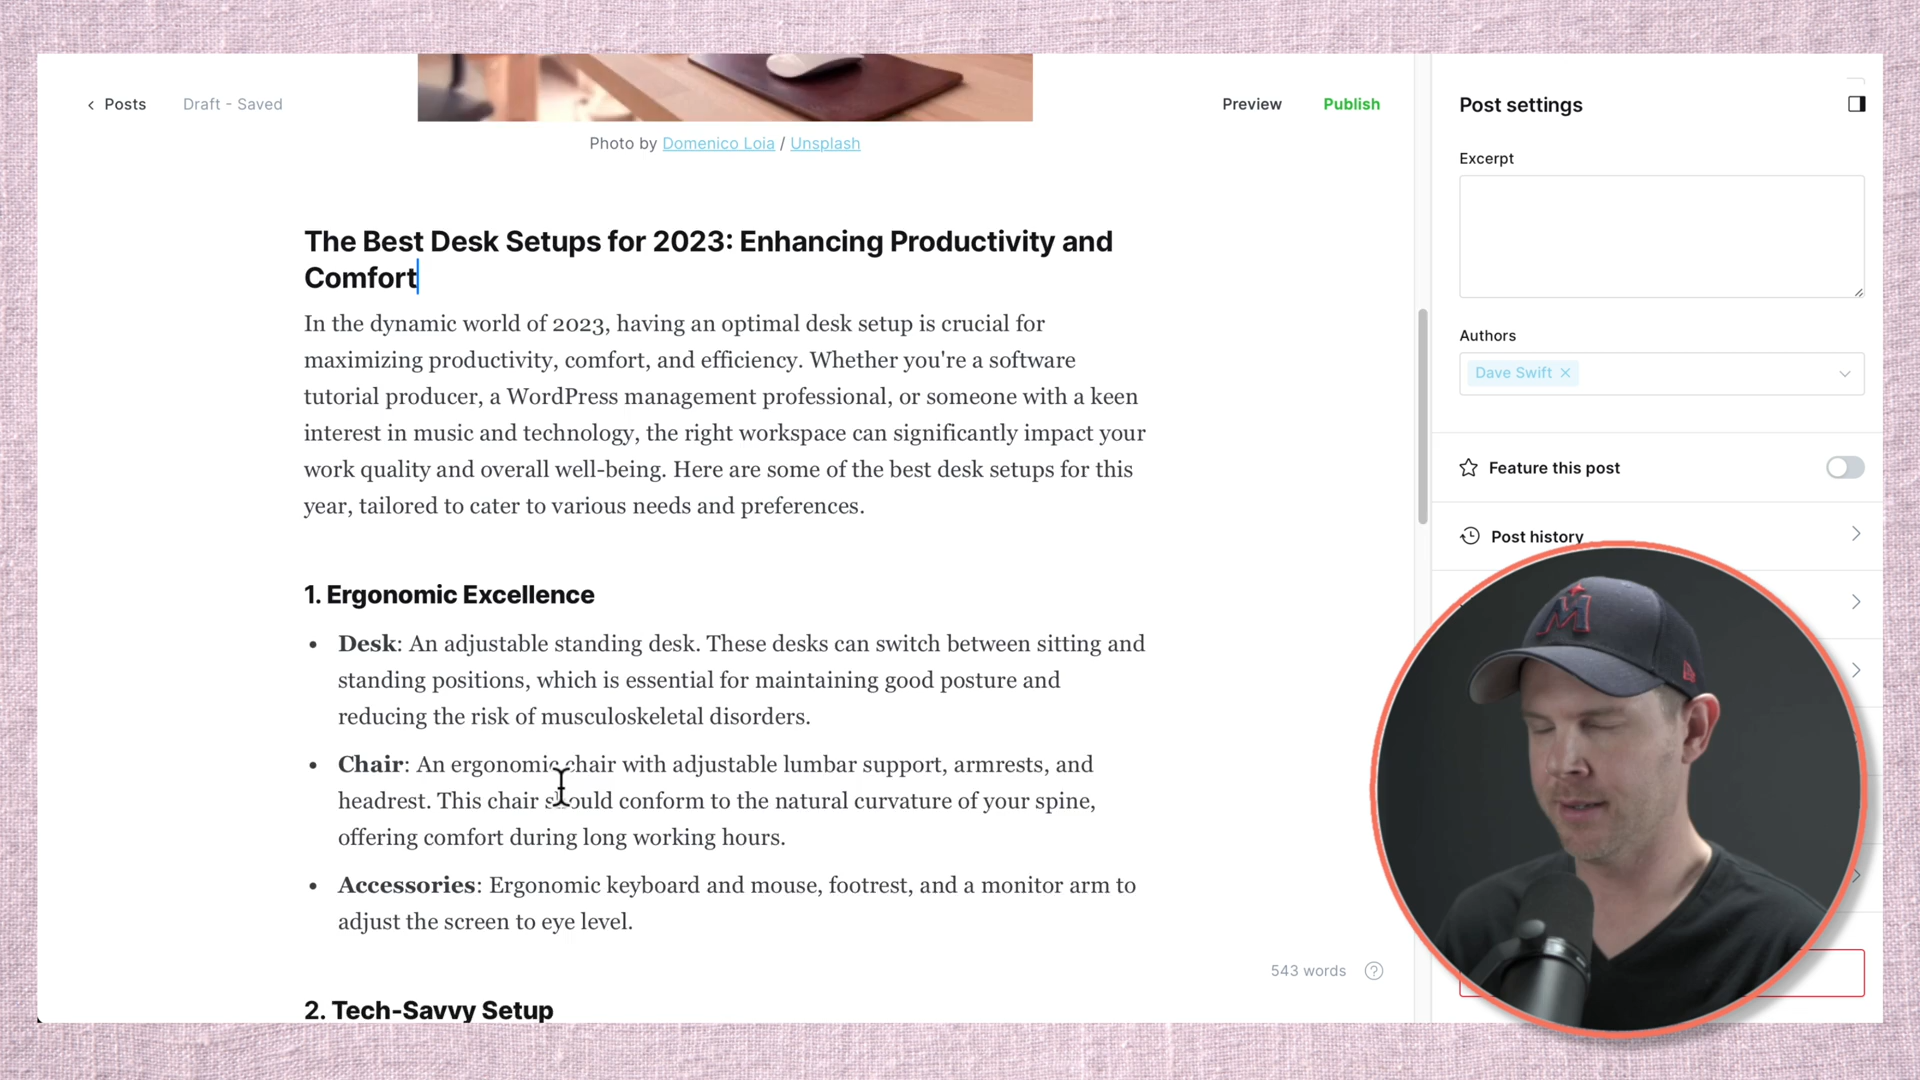 Posts
Draft - Saved
Preview
Publish
Photo by Domenico Loia / Unsplash
The Best Desk Setups for 2023: Enhancing Productivity and
Comfort
In the dynamic world of 2023, having an optimal desk setup is crucial for
maximizing productivity, comfort, and efficiency. Whether you're a software
tutorial producer, a WordPress management professional, or someone with a keen
interest in music and technology, the right workspace can significantly impact your
work quality and overall well-being. Here are some of the best desk setups for this
year, tailored to cater to various needs and preferences.
1. Ergonomic Excellence
• Desk: An adjustable standing desk. These desks can switch between sitting and
standing positions, which is essential for maintaining good posture and
reducing the risk of musculoskeletal disorders.
• Chair: An ergonomic chair with adjustable lumbar support, armrests, and
headrest. This chair should conform to the natural curvature of your spine,
offering comfort during long working hours.
• Accessories: Ergonomic keyboard and mouse, footrest, and a monitor arm to
adjust the screen to eye level.
543 words
2. Tech-Savvy Setup
Post settings
Excerpt
Authors
Dave Swift
Feature this post
Post history
M